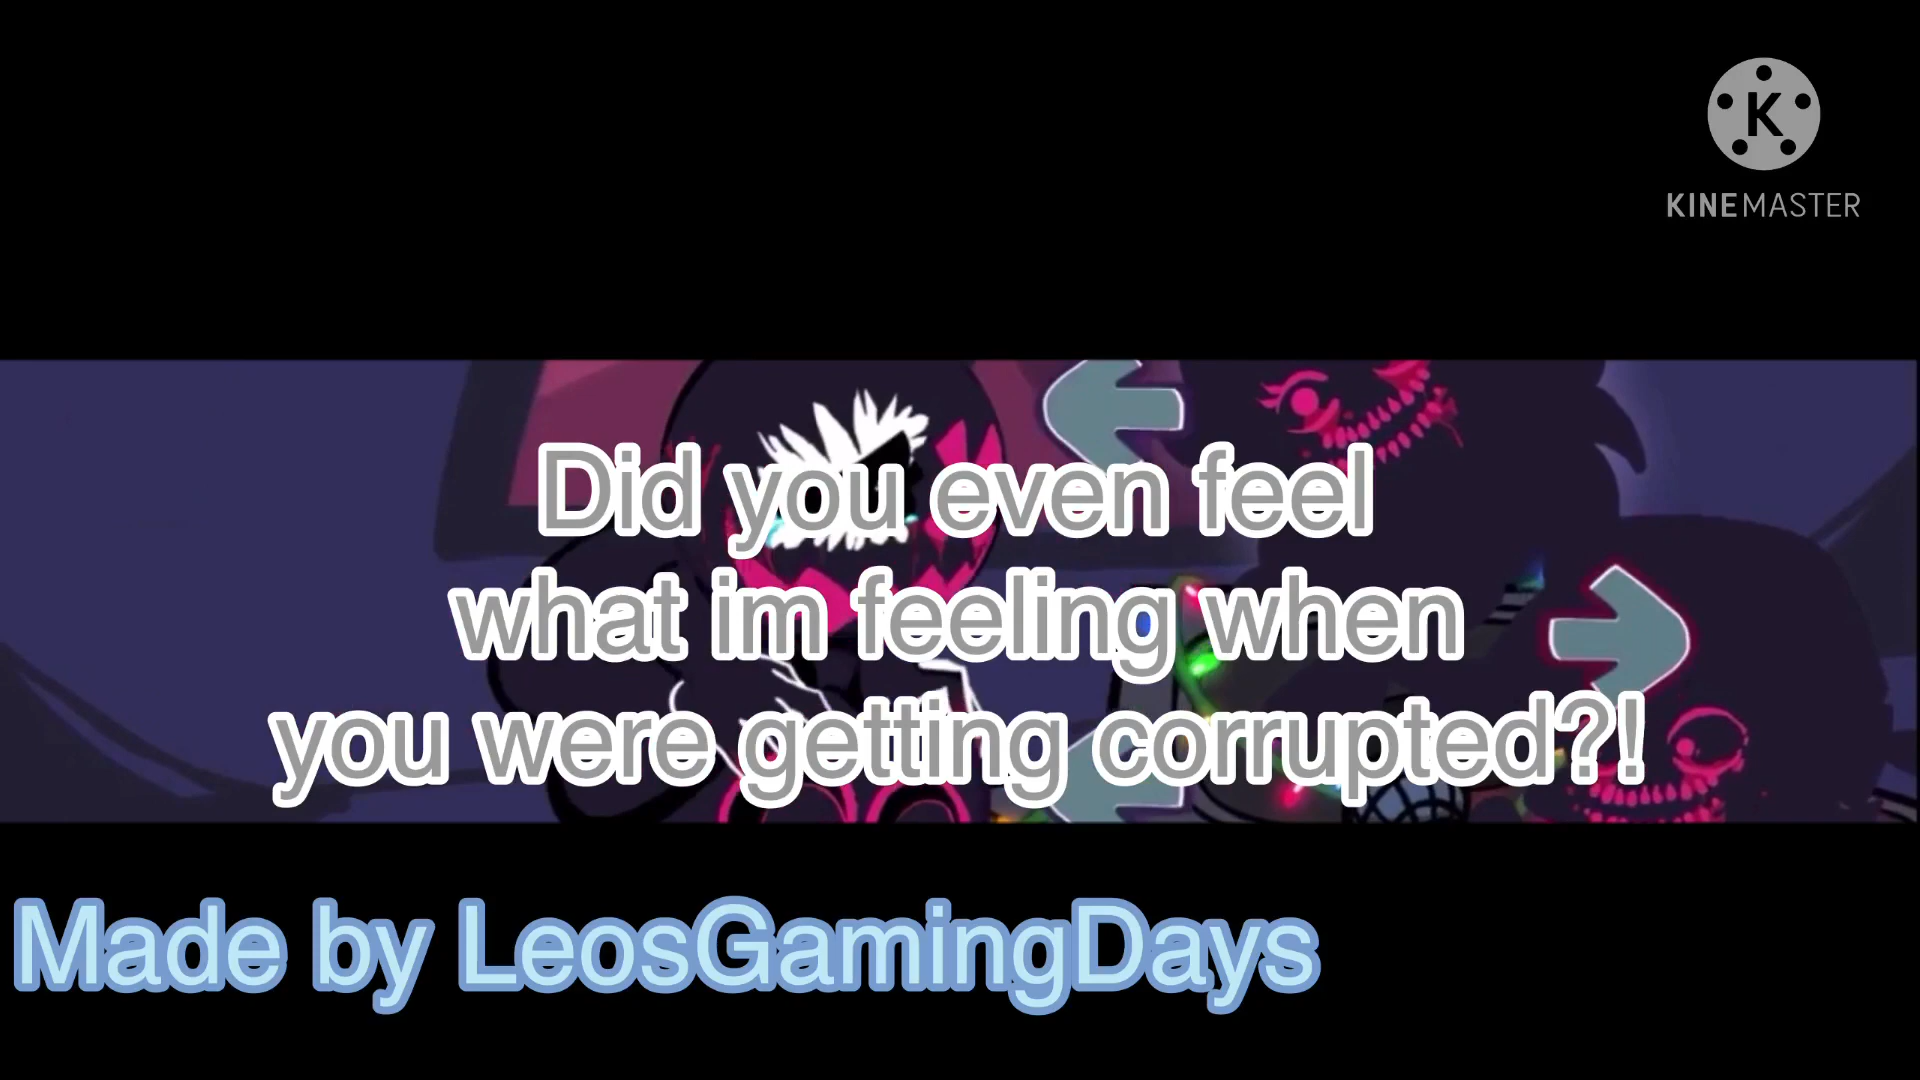 K
KINEMASTER
Did you even feel
what im feeling when
you were getting corrupted?!
Made by LeosGamingDays